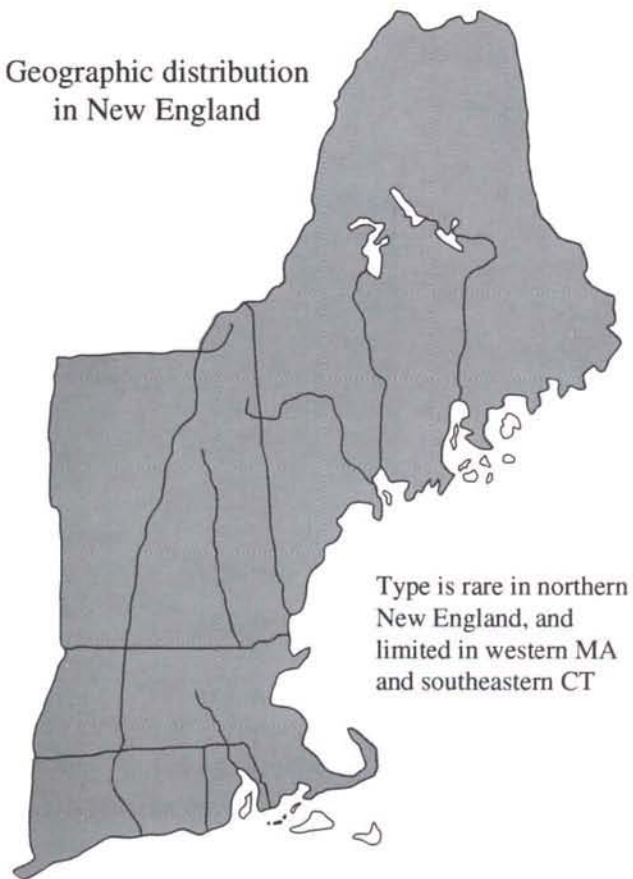 Geographic distribution
in New England
Type is rare in northern
New England, and
limited in western MA
and southeastern CT